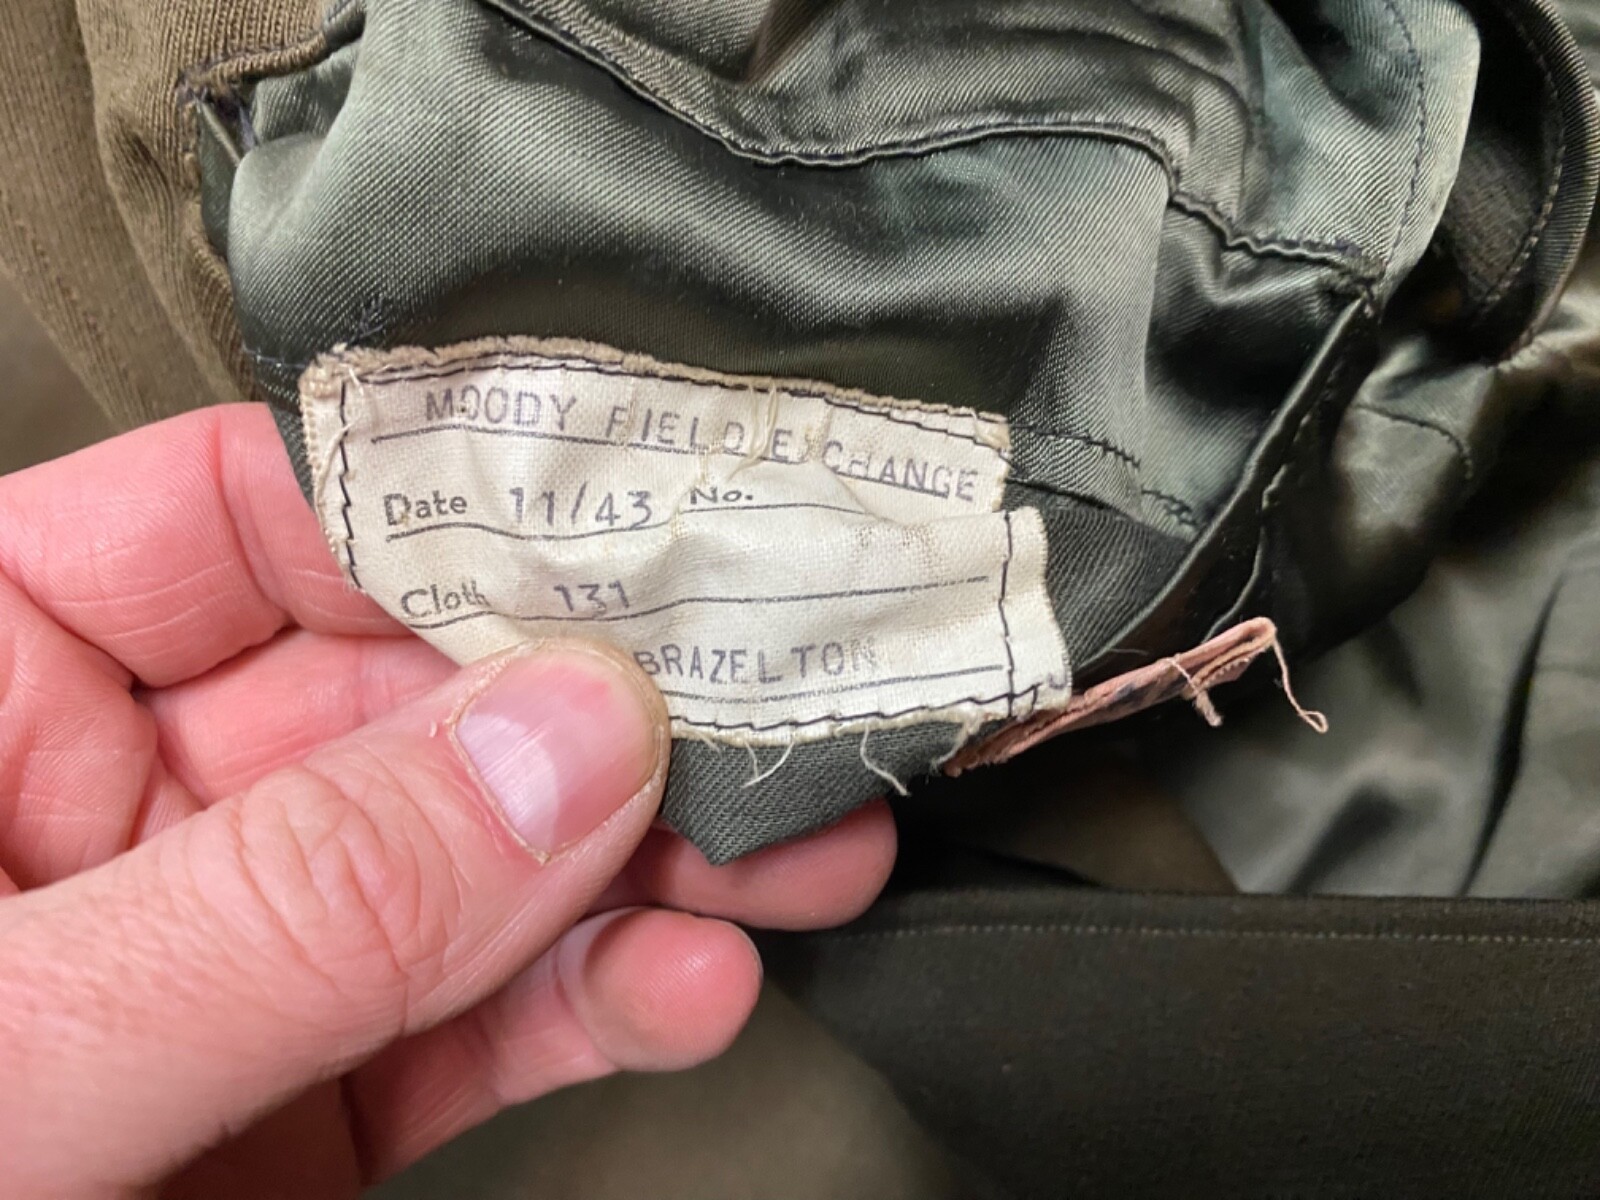 MOODY FIELD EXCHANGE
Date 11/43 No.
Cloth 131
BRAZELTON